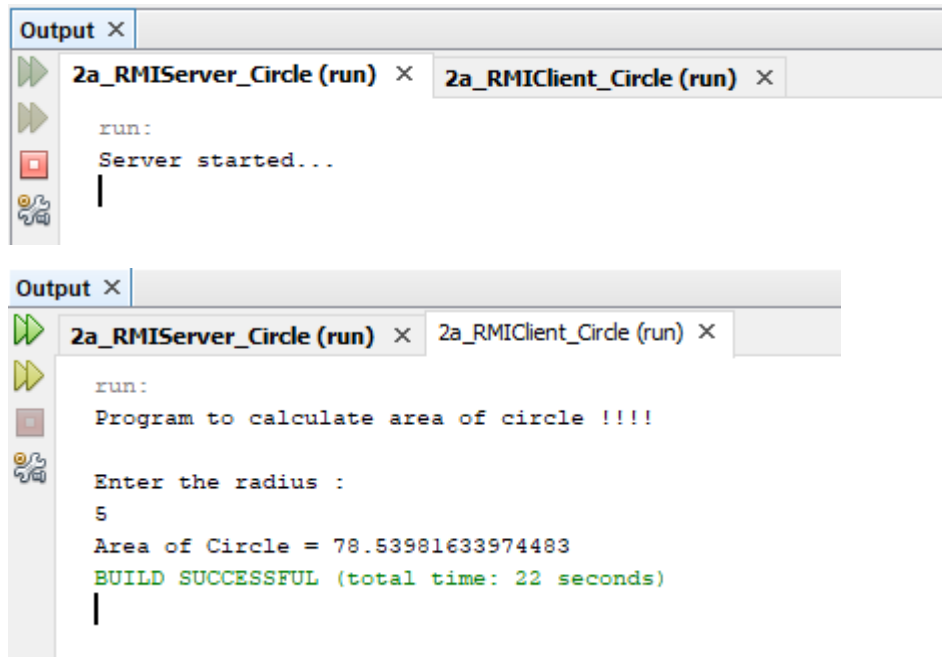 Output ×
2a_RMIServer_Circle (run) × 2a_RMIClient_Circle (run) ×
run:
Server started...
Output ×
2a_RMIServer_Circle (run) × 2a_RMIClient_Circle (run) ×
run:
Program to calculate area of circle !!!!
Enter the radius :
5
Area of Circle = 78.53981633974483
BUILD SUCCESSFUL (total time: 22 seconds)